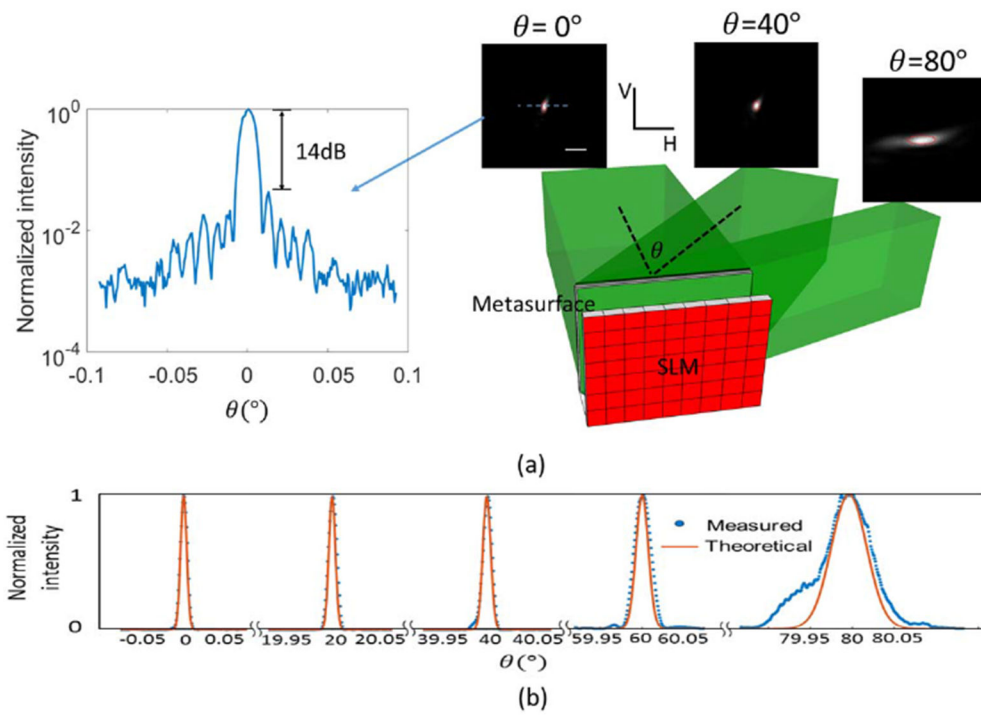 θ= 0°
θ=40°
θ=80°
V
H
10^0
10^-2
10^-4
Normalized intensity
14dB
-0.1
-0.05
0
0.05
0.1
θ(°)
θ
Metasurface
SLM
(a)
Normalized
intensity
1
0
Measured
Theoretical
-0.05 0 0.05 19.95 20 20.05 39.95 40 40.05 59.95 60 60.05 79.95 80 80.05
θ(°)
(b)